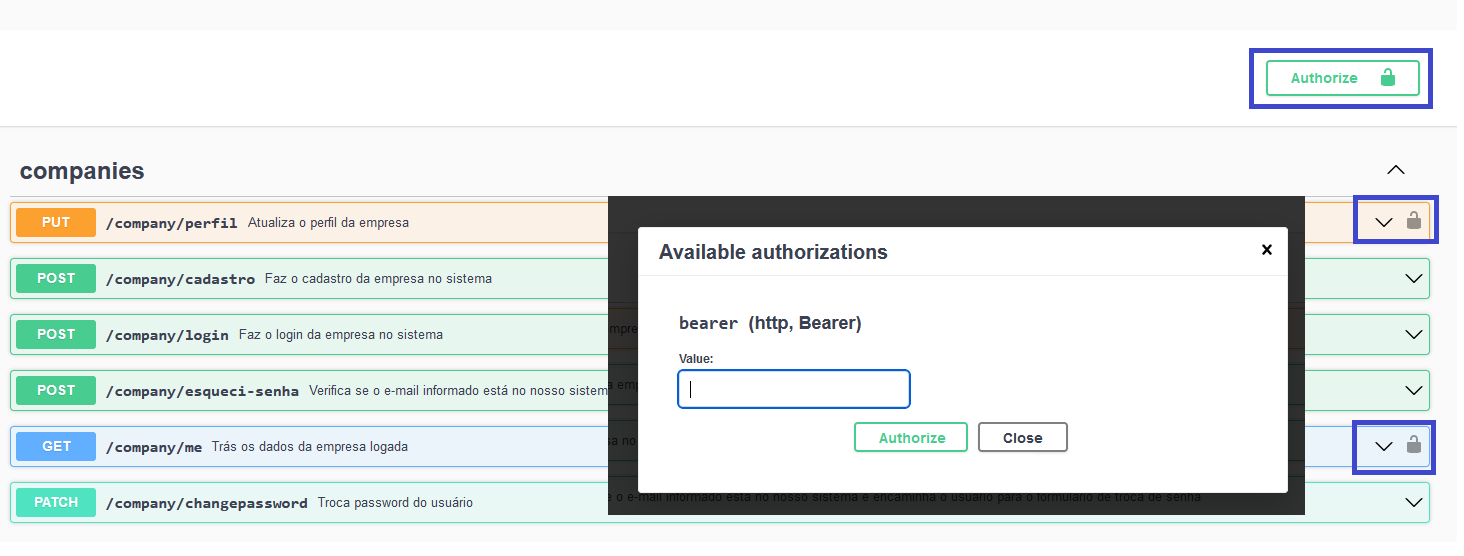 Authorize
companies
PUT /company/perfil Atualiza o perfil da empresa
POST /company/cadastro Faz o cadastro da empresa no sistema
POST /company/login Faz o login da empresa no sistema
POST /company/esqueci-senha Verifica se o e-mail informado está no nosso sistem
GET /company/me Trás os dados da empresa logada
PATCH /company/changepassword Troca password do usuário
Available authorizations
bearer (http, Bearer)
Value:
Authorize Close
e o e-mail informado está no nosso sistema e encaminha o usuário para o formulário de troca de senha